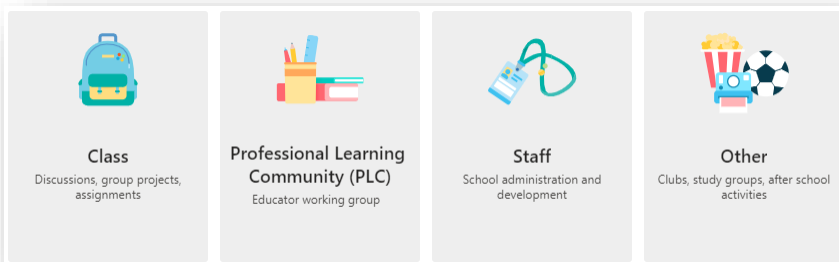 Class
Discussions, group projects,
assignments
Professional Learning
Community (PLC)
Educator working group
Staff
School administration and
development
Other
Clubs, study groups, after school
activities